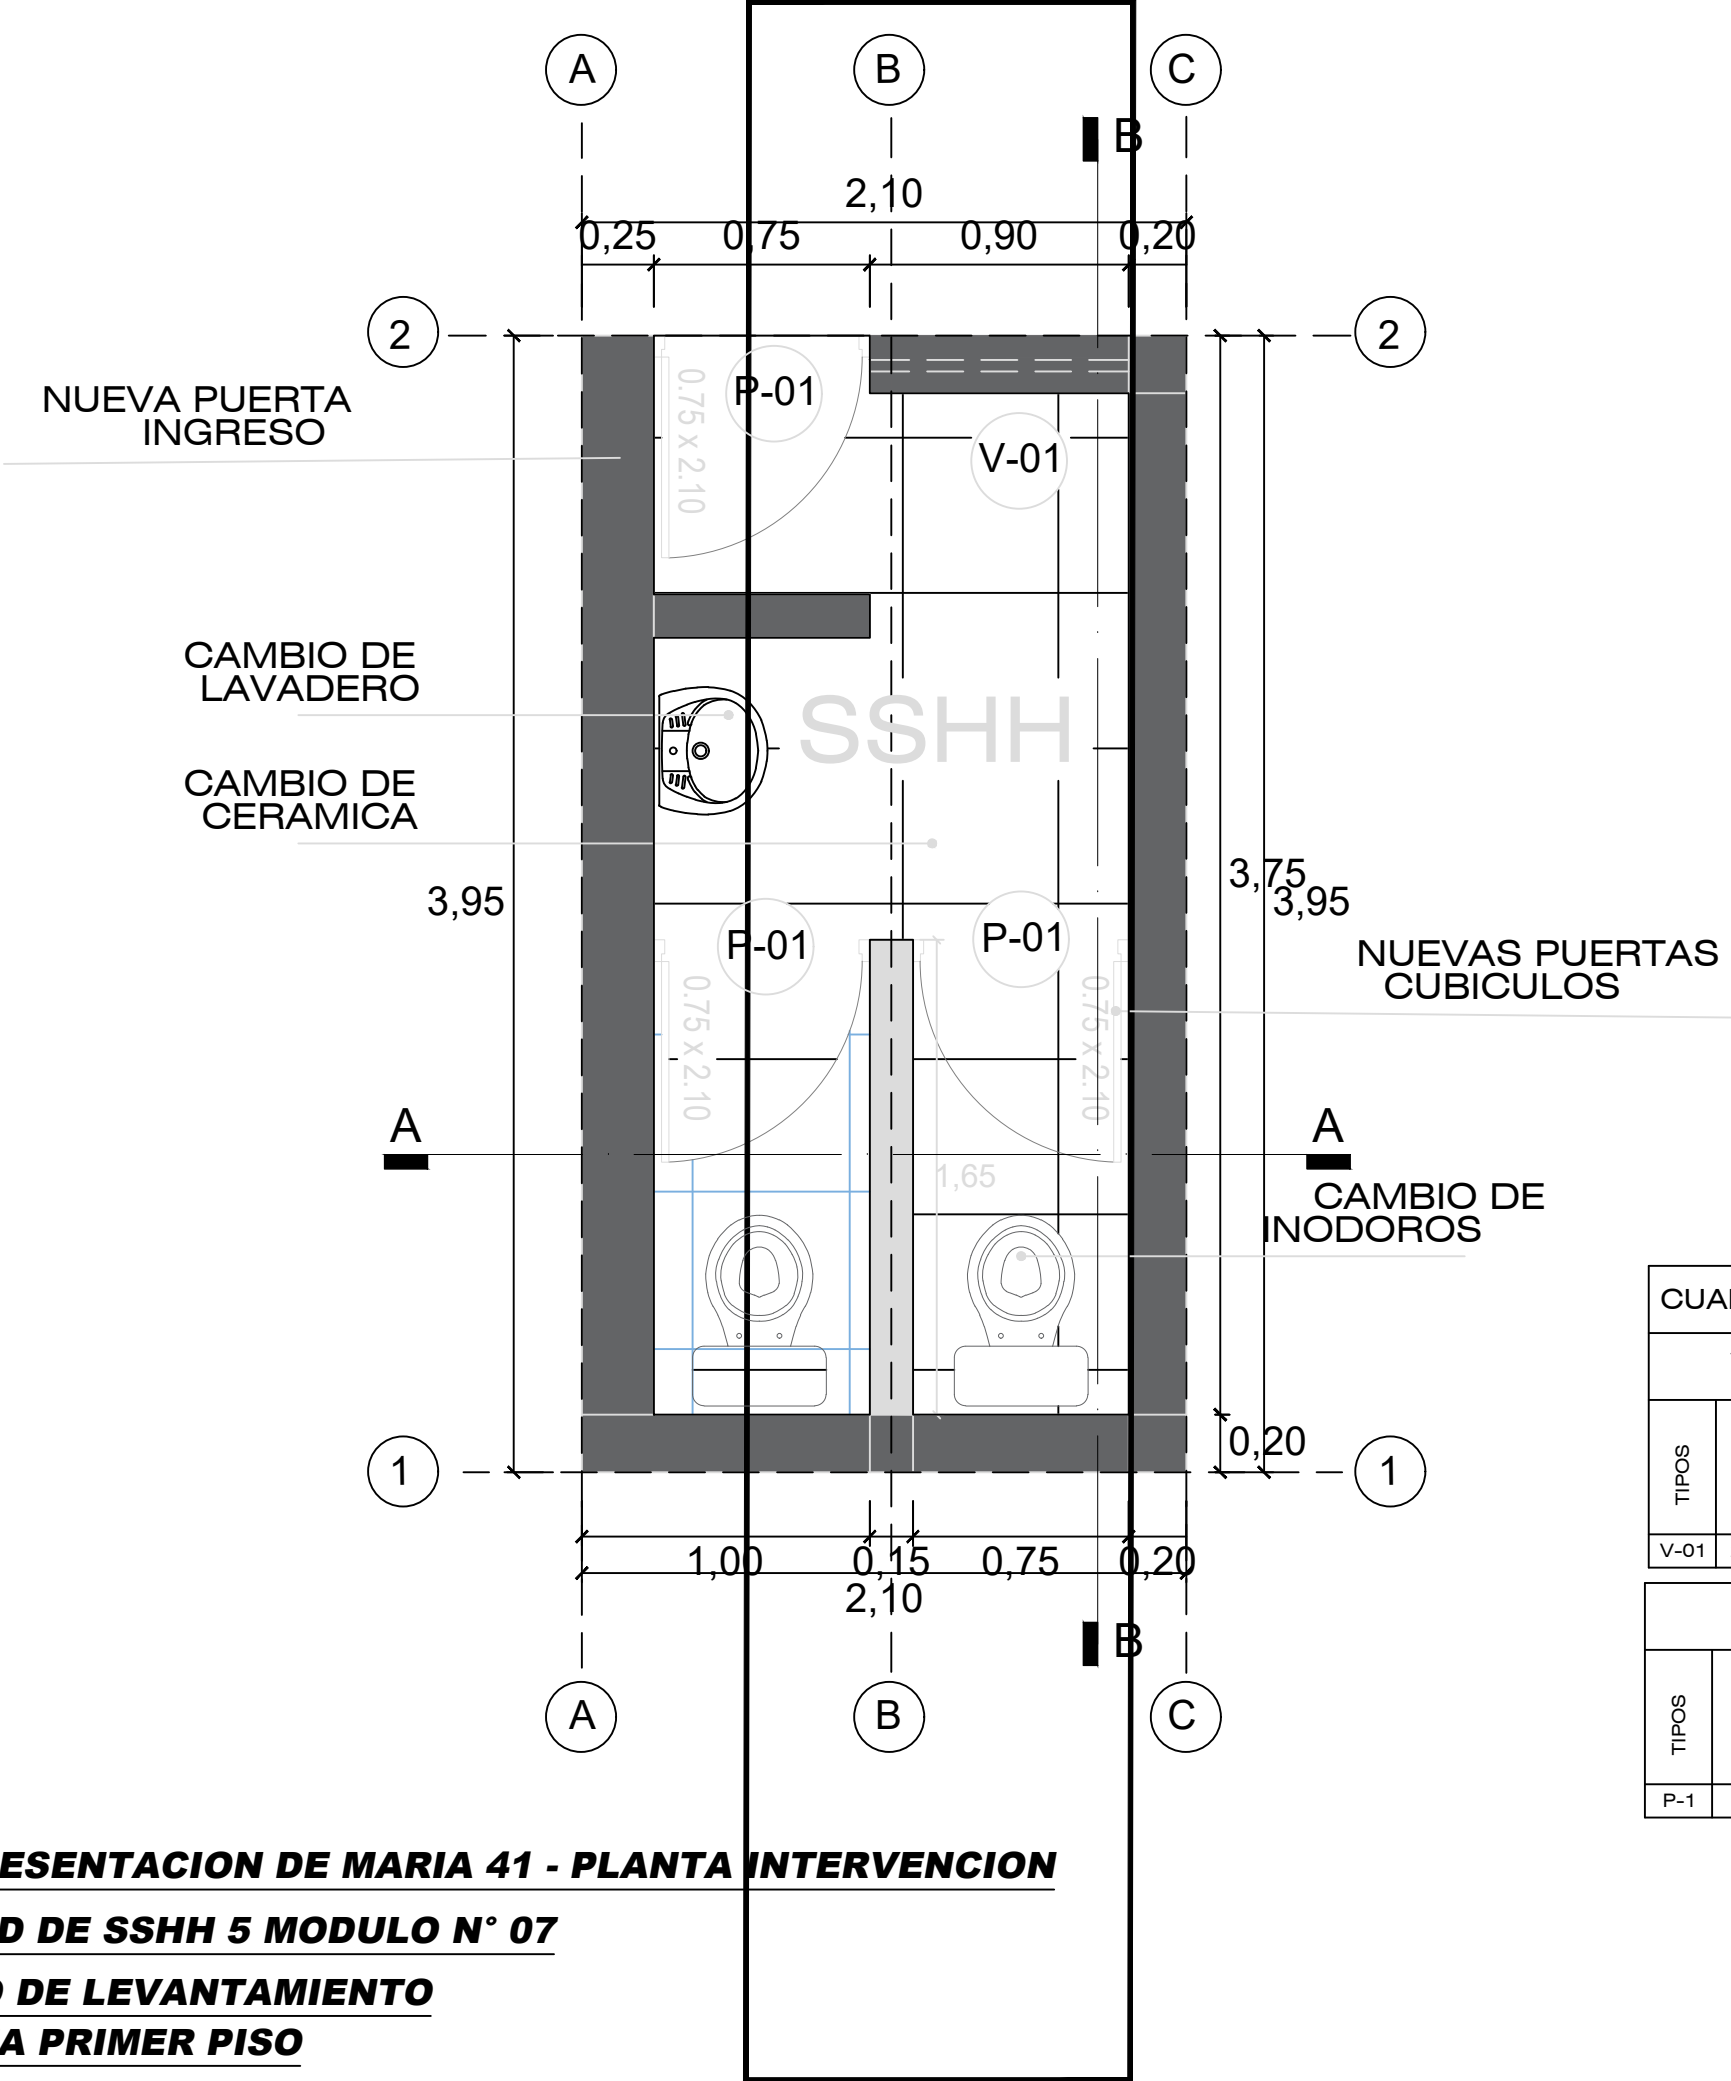 A
B
C
B
2,10
0,25
0,75
0,90
0,20
2
2
NUEVA PUERTA
INGRESO
P-01
0.75 x 2.10
V-01
CAMBIO DE
LAVADERO
SSHH
CAMBIO DE
CERAMICA
3,95
3,75
3,95
P-01
P-01
NUEVAS PUERTAS
CUBICULOS
0.75 x 2.10
0.75 x 2.10
A
A
1,65
CAMBIO DE
INODOROS
1
0,20
1
1,00
0,15
0,75
0,20
2,10
B
A
B
C
TIPOS
V-01
TIPOS
P-1
ESENTACION DE MARIA 41 - PLANTA INTERVENCION
D DE SSHH 5 MODULO N° 07
DE LEVANTAMIENTO
A PRIMER PISO